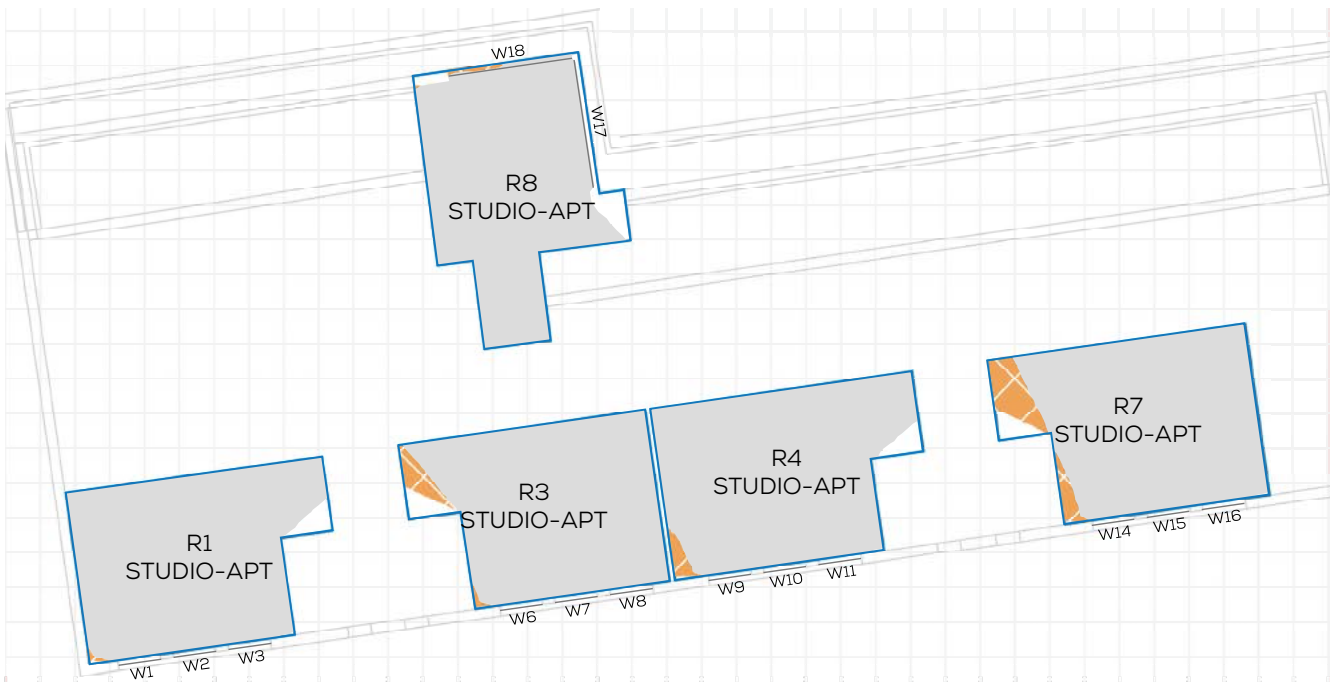 W18
W17
R8
STUDIO-APT
R7
STUDIO-APT
R4
STUDIO-APT
R3
STUDIO-APT
R1
STUDIO-APT
W14
W15
W16
W9
W10
W11
W6
W7
W8
W1
W2
W3